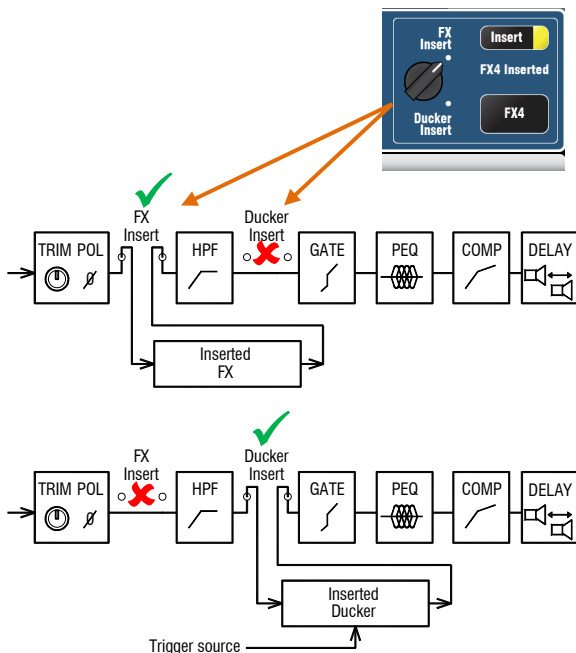 FX
Insert
Insert
FX4 Inserted
Ducker
Insert
FX4
FX
Insert
Ducker
Insert
TRIM POL
HPF
GATE
PEQ
COMP
DELAY
Inserted
FX
FX
Insert
Ducker
Insert
TRIM POL
HPF
GATE
PEQ
COMP
DELAY
Inserted
Ducker
Trigger source